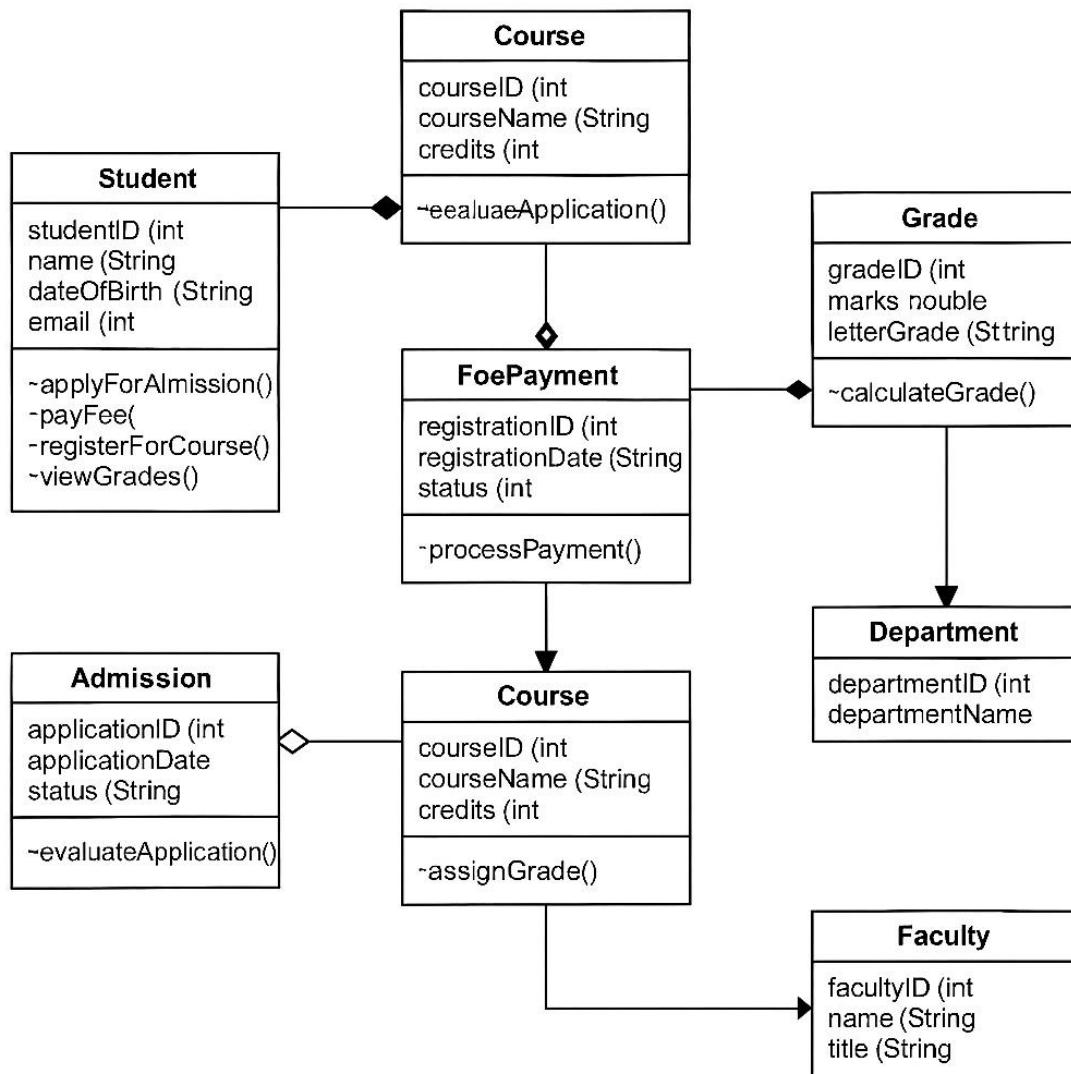 Course
courseID (int
courseName (String
credits (int
~eealuaeApplication()
Student
studentID (int
name (String
dateOfBirth (String
email (int
~applyForAlmission()
-payFee(
-registerForCourse()
~viewGrades()
Grade
gradeID (int
marks nouble
letterGrade (Sttring
~calculateGrade()
FoePayment
registrationID (int
registrationDate (String
status (int
-processPayment()
Department
departmentID (int
departmentName
Admission
applicationID (int
applicationDate
status (String
~evaluateApplication()
Course
courseID (int
courseName (String
credits (int
~assignGrade()
Faculty
facultyID (int
name (String
title (String